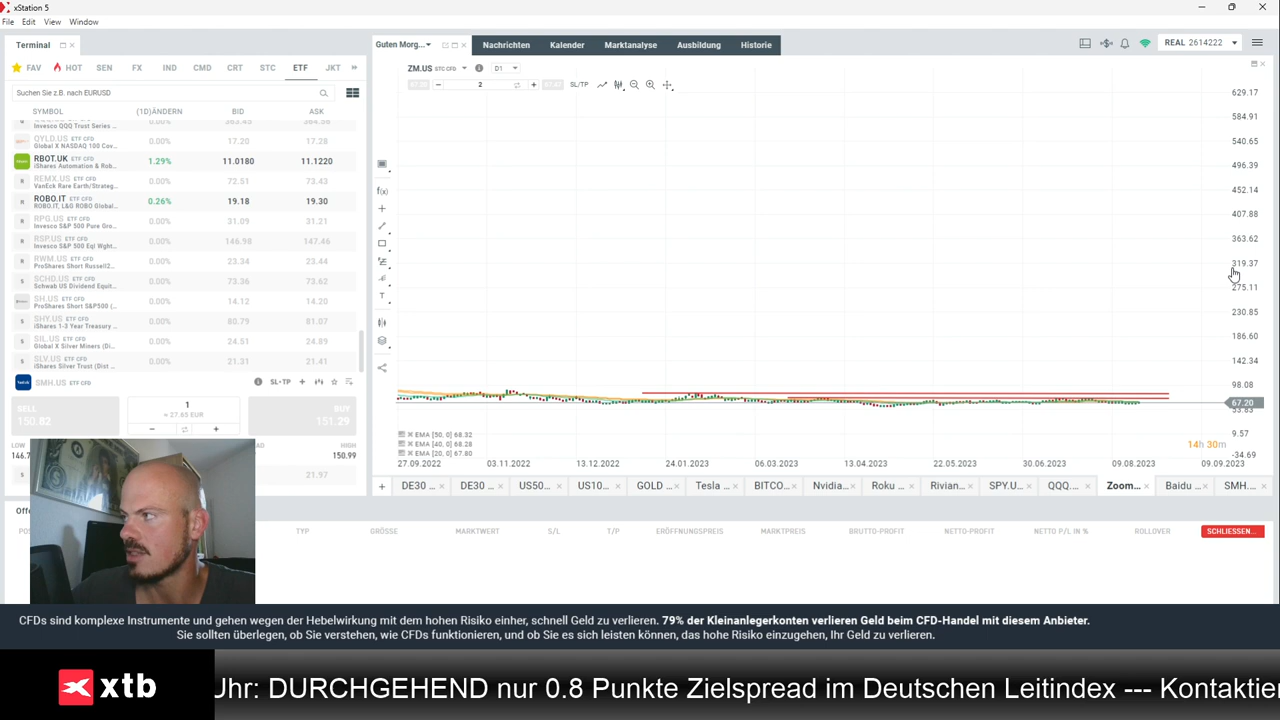 xStation 5
File Edit View Window
Terminal
FAV HOT SEN FX IND CMD CRT STC ETF JKT
Suchen Sie z.B. nach EURUSD
SYMBOL (1D)ÄNDERN BID ASK
Invesco QQQ Trust Series ... 0.00% 363.45 364.56
QYLD.US ETF CFD
Global X NASDAQ 100 Cov... 0.00% 17.20 17.28
RBOT.UK ETF CFD
iShares Automation & Rob... 1.29% 11.0180 11.1220
REMX.US ETF CFD
VanEck Rare Earth/Strateg... 0.00% 72.51 73.43
ROBO.IT ETF CFD
ROBO.IT, L&G ROBO Global... 0.26% 19.18 19.30
RPG.US ETF CFD
Invesco S&P 500 Pure Gro... 0.00% 31.09 31.21
RSP.US ETF CFD
Invesco S&P 500 Eql Wght... 0.00% 146.98 147.46
RWM.US ETF CFD
ProShares Short Russell2... 0.00% 23.34 23.44
SCHD.US ETF CFD
Schwab US Dividend Equit... 0.00% 73.36 73.62
SH.US ETF CFD
ProShares Short S&P500 (... 0.00% 14.12 14.20
SHY.US ETF CFD
iShares 1-3 Year Treasury ... 0.00% 80.79 81.07
SIL.US ETF CFD
Global X Silver Miners (Di... 0.00% 24.51 24.89
SLV.US ETF CFD
iShares Silver Trust (Dist ... 0.00% 21.31 21.41
SMH.US ETF CFD SL-TP
SELL
150.82
1
≈ 27.65 EUR
BUY
151.29
LOW
146.7
HIGH
150.99
0.00% 21.97
Guten Morg... Nachrichten Kalender Marktanalyse Ausbildung Historie
REAL 2614222
ZM.US STC CFD D1
2 SL/TP
f(x)
T
629.17
584.91
540.65
496.39
452.14
407.88
363.62
319.37
275.11
230.85
186.60
142.34
98.08
67.20
53.83
9.57
-34.69
EMA [50, 0] 68.32
EMA [40, 0] 68.28
EMA [20, 0] 67.80
14h 30m
27.09.2022 03.11.2022 13.12.2022 24.01.2023 06.03.2023 13.04.2023 22.05.2023 30.06.2023 09.08.2023 09.09.2023
DE30 ... DE30 ... US50... US10... GOLD ... Tesla ... BITCO... Nvidia... Roku ... Rivian... SPY.U... QQQ.... Zoom... Baidu ... SMH....
TYP GRÖSSE MARKTWERT S/L T/P ERÖFFNUNGSPREIS MARKTPREIS BRUTTO-PROFIT NETTO-PROFIT NETTO P/L IN % ROLLOVER SCHLIESSEN...
CFDs sind komplexe Instrumente und gehen wegen der Hebelwirkung mit dem hohen Risiko einher, schnell Geld zu verlieren. 79% der Kleinanlegerkonten verlieren Geld beim CFD-Handel mit diesem Anbieter.
Sie sollten überlegen, ob Sie verstehen, wie CFDs funktionieren, und ob Sie es sich leisten können, das hohe Risiko einzugehen, Ihr Geld zu verlieren.
xtb
Uhr: DURCHGEHEND nur 0.8 Punkte Zielspread im Deutschen Leitindex --- Kontaktier